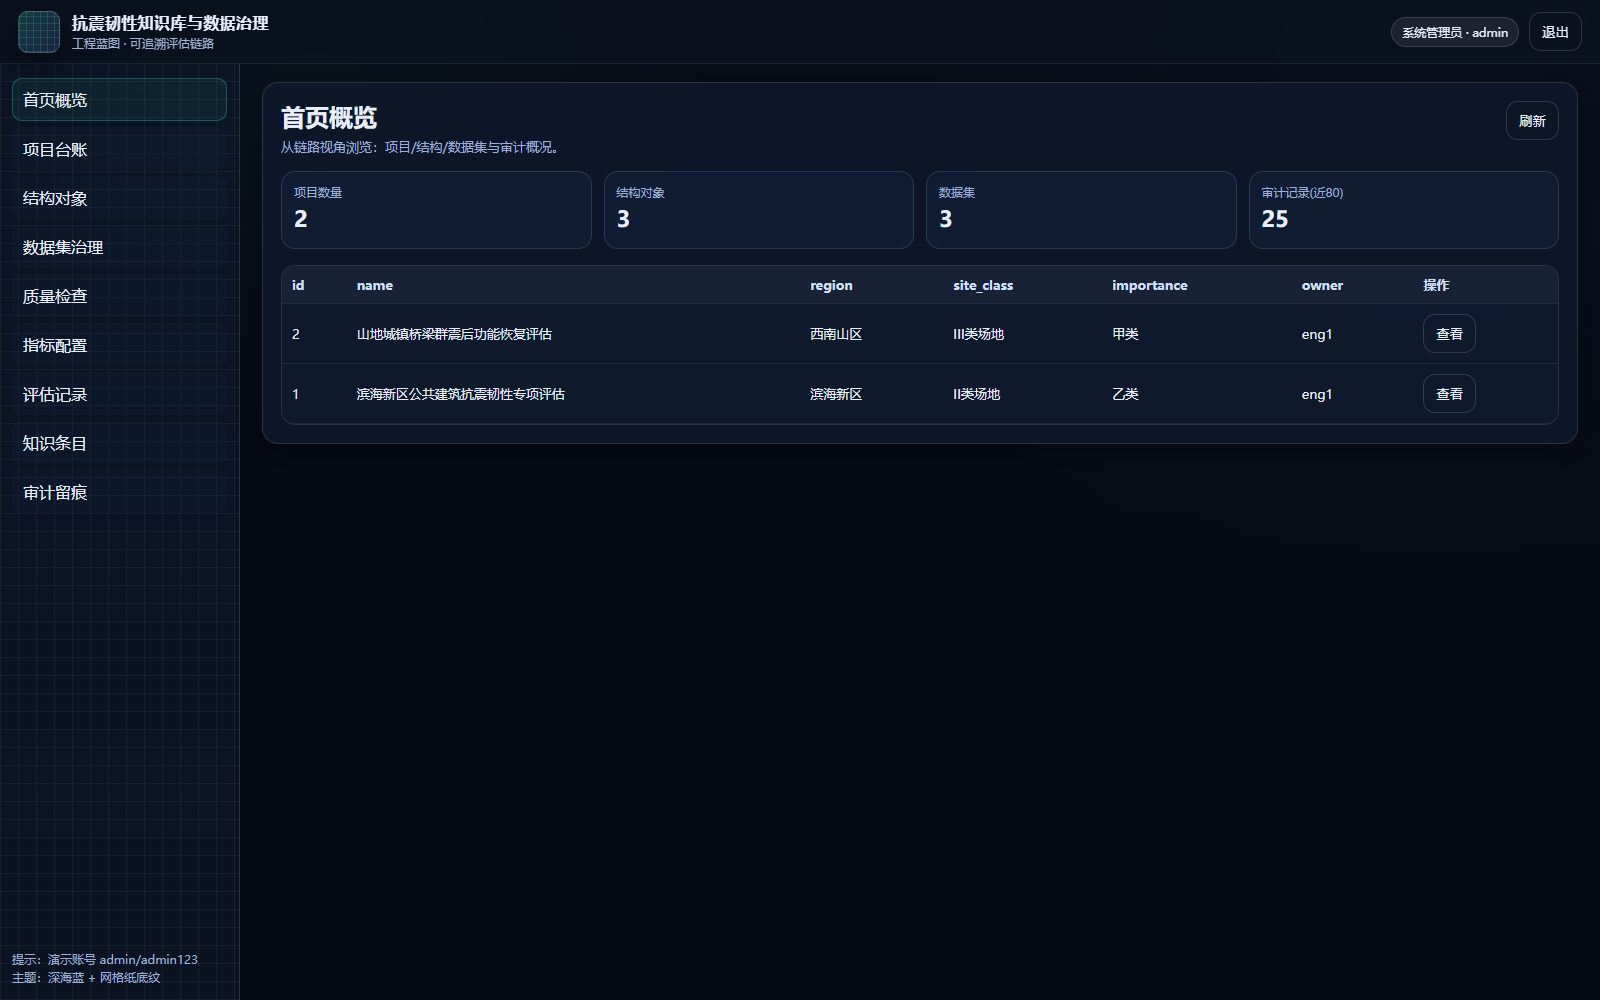 抗震韧性知识库与数据治理
工程蓝图 · 可追溯评估链路
系统管理员 · admin
退出
首页概览
项目台账
结构对象
数据集治理
质量检查
指标配置
评估记录
知识条目
审计留痕
提示：演示账号 admin/admin123
主题：深海蓝 + 网格纸底纹
首页概览
从链路视角浏览：项目/结构/数据集与审计概况。
刷新
项目数量 结构对象 数据集 审计记录(近80)
2 3 3 25
id name region site_class importance owner 操作
2 山地城镇桥梁群震后功能恢复评估 西南山区 III类场地 甲类 eng1 查看
1 滨海新区公共建筑抗震韧性专项评估 滨海新区 II类场地 乙类 eng1 查看